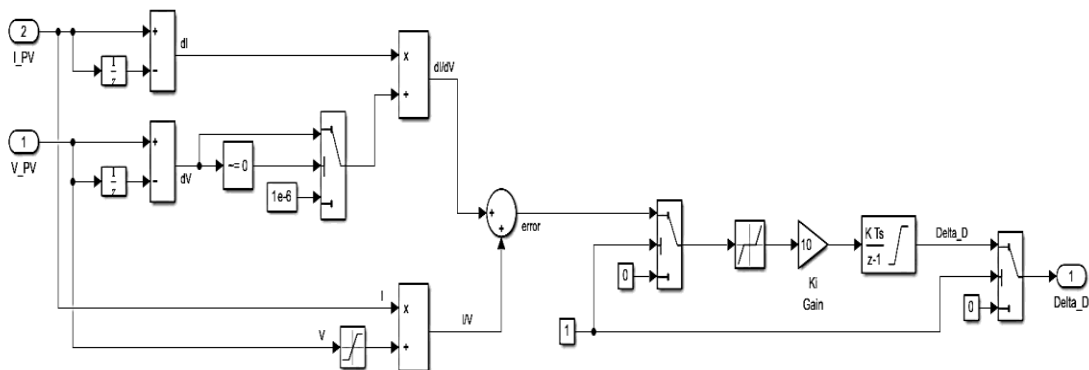 2
I_PV
1
z
+
−
dI
x
+
dI/dV
1
V_PV
1
z
+
−
dV
~= 0
1e-6
+
+
error
I
V
x
+
I/V
1
0
10
Ki
Gain
K Ts
z-1
Delta_D
0
1
Delta_D